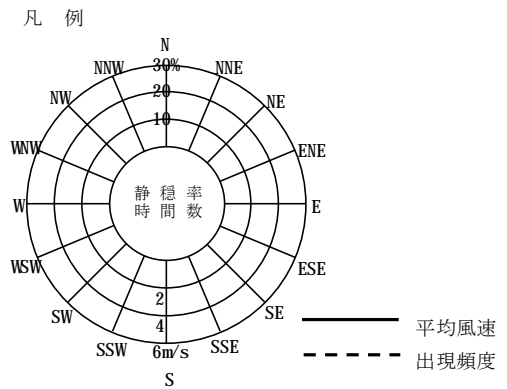 凡 例
N
NNW 30% NNE
NW 20 NE
10
WNW ENE
静 穏 率
時 間 数
W E
WSW ESE
2
SW SE
4
SSW 6m/s SSE
S
平均風速
出現頻度